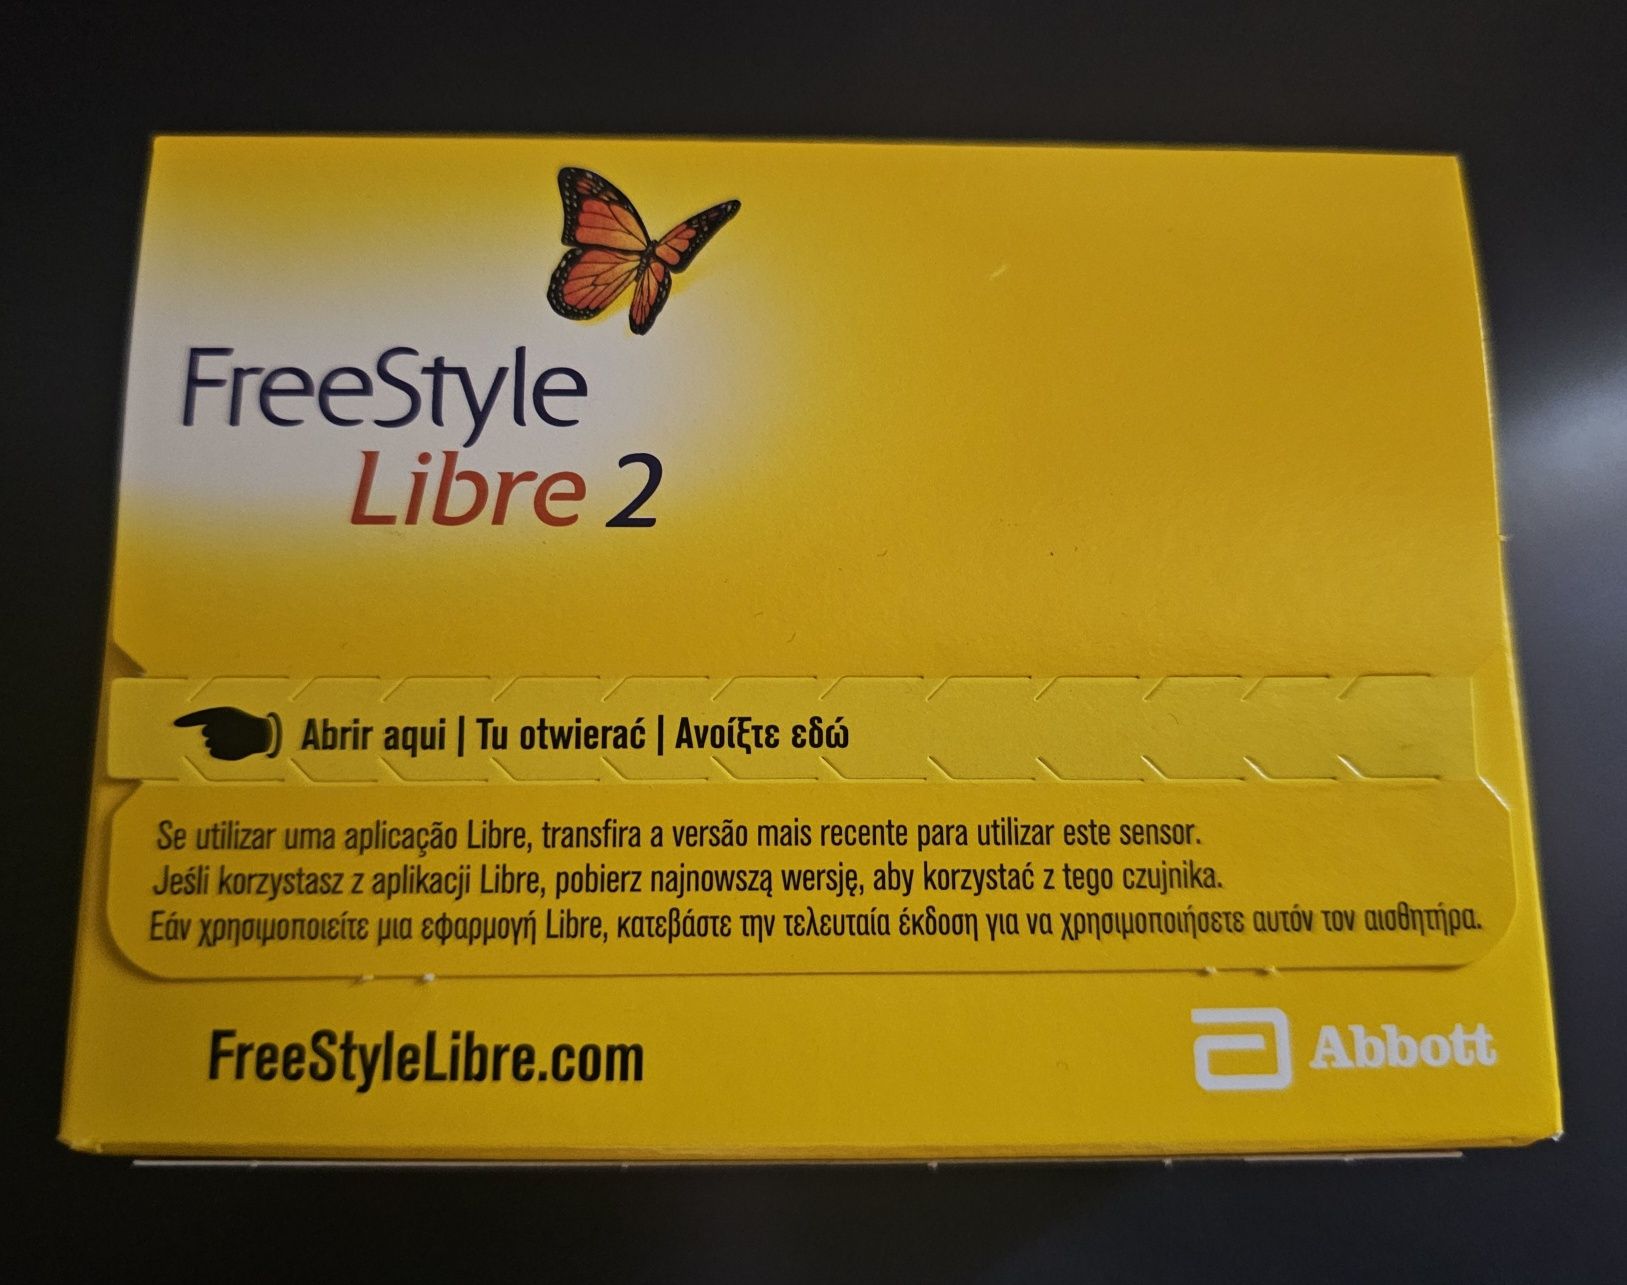 FreeStyle
Libre 2
Abrir aqui | Tu otwierać | Ανοίξτε εδώ
Se utilizar uma aplicação Libre, transfira a versão mais recente para utilizar este sensor.
Jeśli korzystasz z aplikacji Libre, pobierz najnowszą wersję, aby korzystać z tego czujnika.
Εάν χρησιμοποιείτε μια εφαρμογή Libre, κατεβάστε την τελευταία έκδοση για να χρησιμοποιήσετε αυτόν τον αισθητήρα.
FreeStyleLibre.com
Abbott